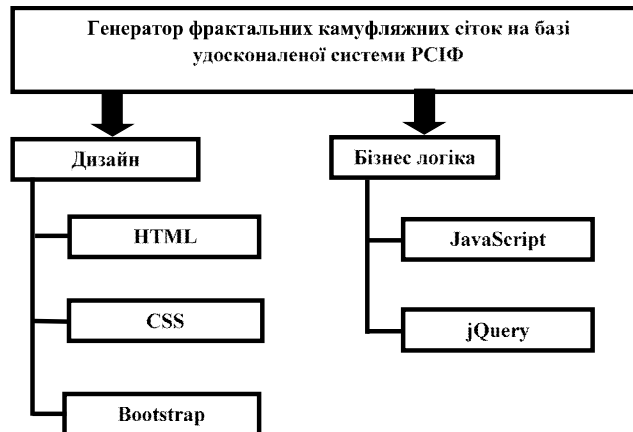 Генератор фрактальних камуфляжних сіток на базі
удосконаленої системи РСІФ
Дизайн
HTML
CSS
Bootstrap
Бізнес логіка
JavaScript
jQuery